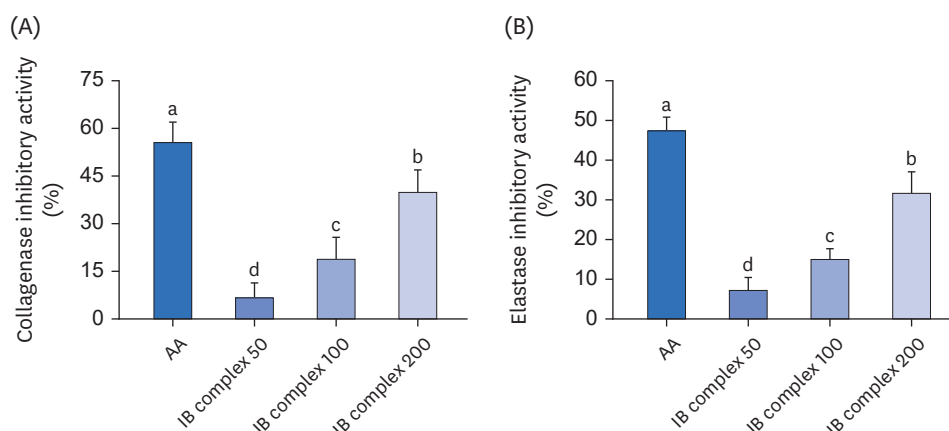 (A)
Collagenase inhibitory activity
(%)
75
60
45
30
15
0
a
d
c
b
AA
IB complex 50
IB complex 100
IB complex 200
(B)
Elastase inhibitory activity
(%)
60
50
40
30
20
10
0
a
d
c
b
AA
IB complex 50
IB complex 100
IB complex 200